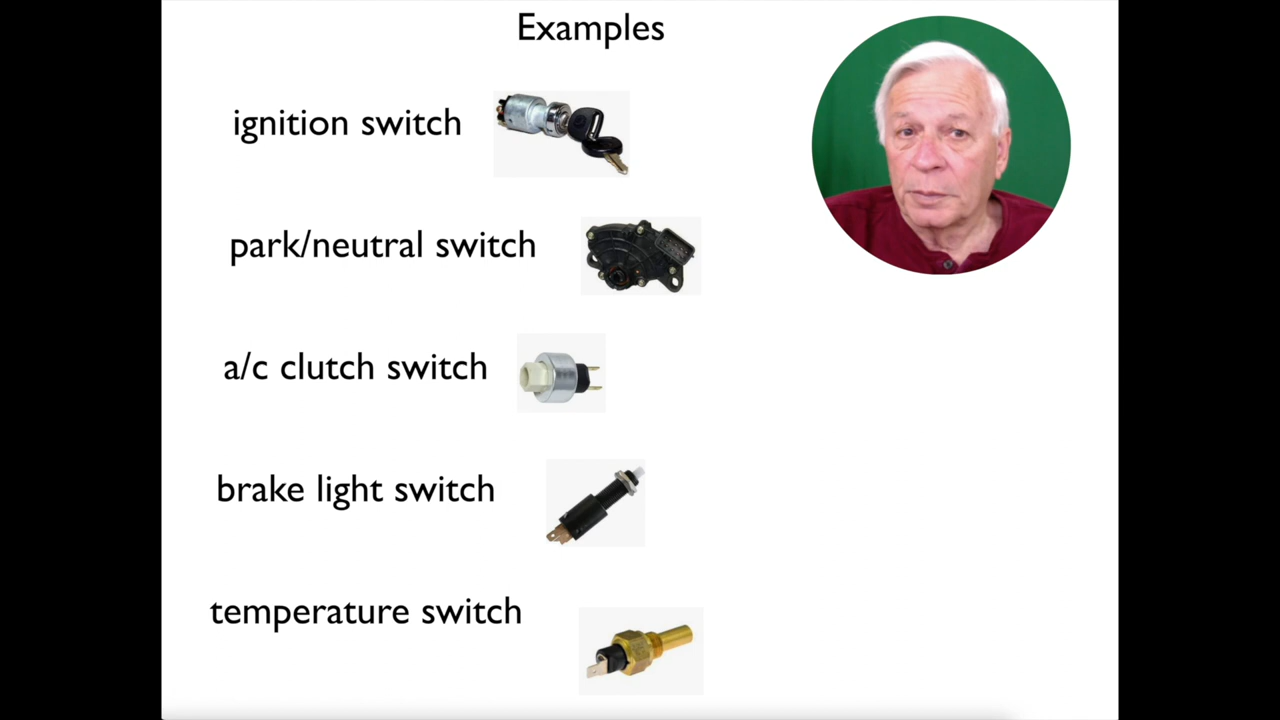 Examples
ignition switch
park/neutral switch
a/c clutch switch
brake light switch
temperature switch